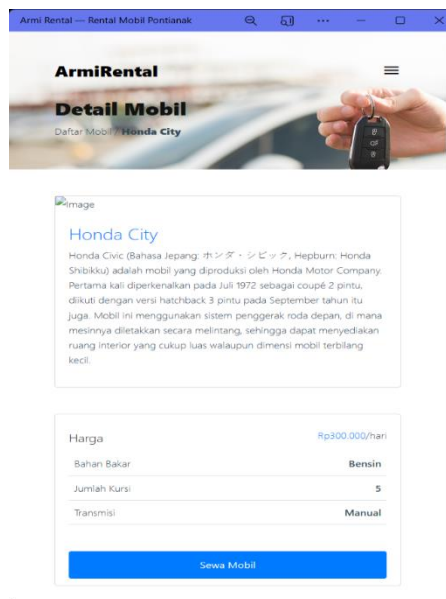 Armi Rental — Rental Mobil Pontianak
ArmiRental
Detail Mobil
Daftar Mobil / Honda City
image
Honda City
Honda Civic (Bahasa Jepang: ホンダ・シビック, Hepburn: Honda
Shibikku) adalah mobil yang diproduksi oleh Honda Motor Company.
Pertama kali diperkenalkan pada Juli 1972 sebagai coupé 2 pintu,
diikuti dengan versi hatchback 3 pintu pada September tahun itu
juga. Mobil ini menggunakan sistem penggerak roda depan, di mana
mesinnya diletakkan secara melintang, sehingga dapat menyediakan
ruang interior yang cukup luas walaupun dimensi mobil terbilang
kecil.
Harga Rp300.000/hari
Bahan Bakar Bensin
Jumlah Kursi 5
Transmisi Manual
Sewa Mobil